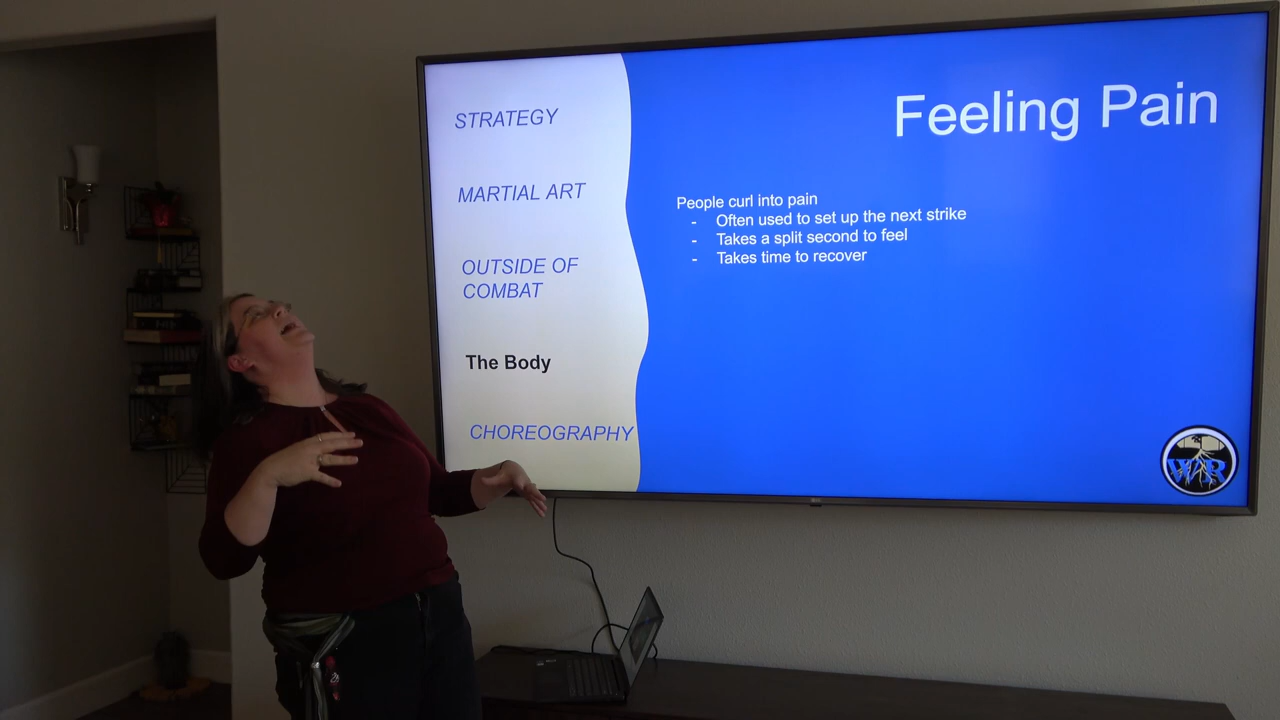 STRATEGY
MARTIAL ART
OUTSIDE OF
COMBAT
The Body
CHOREOGRAPHY
Feeling Pain
People curl into pain
- Often used to set up the next strike
- Takes a split second to feel
- Takes time to recover
WR